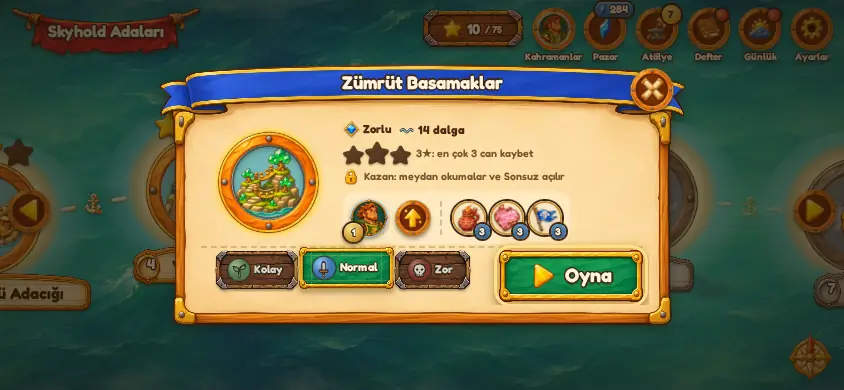 Skyhold Adaları
10 / 75
284
7
Kahramanlar
Pazar
Atölye
Defter
Günlük
Ayarlar
Zümrüt Basamaklar
Zorlu
14 dalga
3★: en çok 3 can kaybet
Kazan: meydan okumalar ve Sonsuz açılır
1
3
3
3
Kolay
Normal
Zor
Oyna
4
ü Adacığı
7